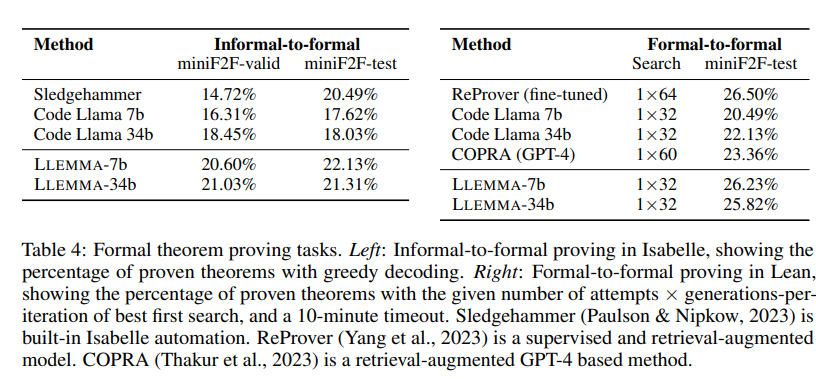 Method Informal-to-formal
miniF2F-valid miniF2F-test
Sledgehammer 14.72% 20.49%
Code Llama 7b 16.31% 17.62%
Code Llama 34b 18.45% 18.03%
LLEMMA-7b 20.60% 22.13%
LLEMMA-34b 21.03% 21.31%
Method Formal-to-formal
Search miniF2F-test
ReProver (fine-tuned) 1×64 26.50%
Code Llama 7b 1×32 20.49%
Code Llama 34b 1×32 22.13%
COPRA (GPT-4) 1×60 23.36%
LLEMMA-7b 1×32 26.23%
LLEMMA-34b 1×32 25.82%
Table 4: Formal theorem proving tasks. Left: Informal-to-formal proving in Isabelle, showing the
percentage of proven theorems with greedy decoding. Right: Formal-to-formal proving in Lean,
showing the percentage of proven theorems with the given number of attempts × generations-per-
iteration of best first search, and a 10-minute timeout. Sledgehammer (Paulson & Nipkow, 2023) is
built-in Isabelle automation. ReProver (Yang et al., 2023) is a supervised and retrieval-augmented
model. COPRA (Thakur et al., 2023) is a retrieval-augmented GPT-4 based method.